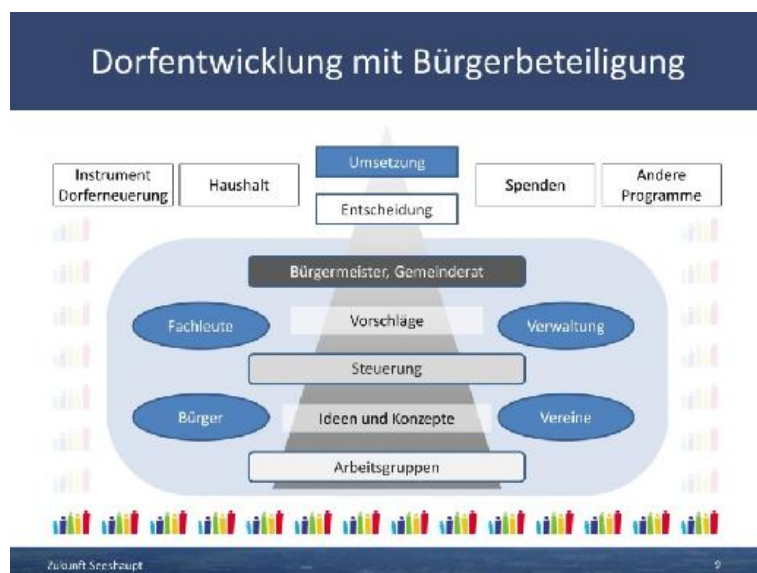 Dorfentwicklung mit Bürgerbeteiligung
Umsetzung
Instrument
Dorferneuerung
Haushalt
Entscheidung
Spenden
Andere
Programme
Bürgermeister, Gemeinderat
Fachleute
Vorschläge
Verwaltung
Steuerung
Bürger
Ideen und Konzepte
Vereine
Arbeitsgruppen
Zukunft Seeshaupt
9